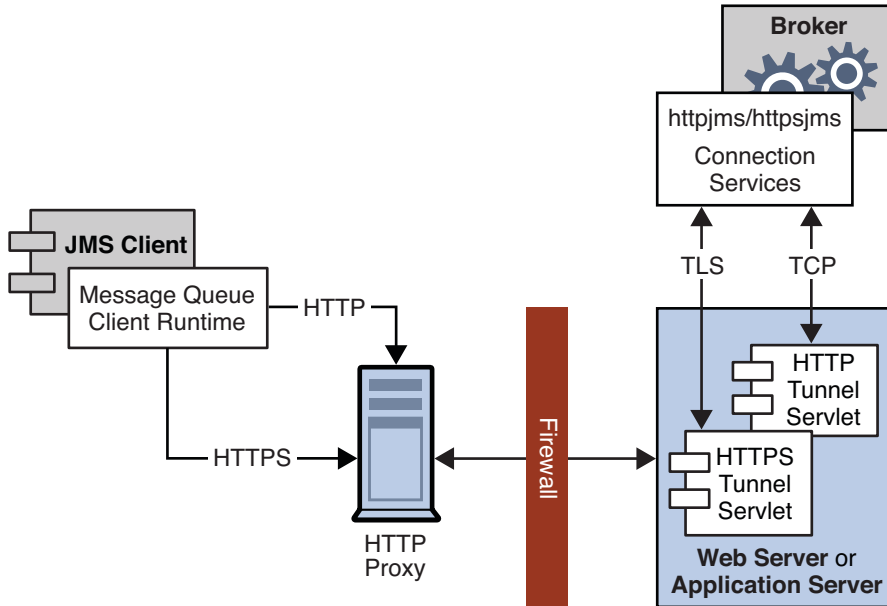 Broker
httpjms/httpsjms
Connection
Services
JMS Client
Message Queue
Client Runtime
HTTP
HTTPS
HTTP
Proxy
Firewall
TLS
TCP
HTTP
Tunnel
Servlet
HTTPS
Tunnel
Servlet
Web Server or
Application Server